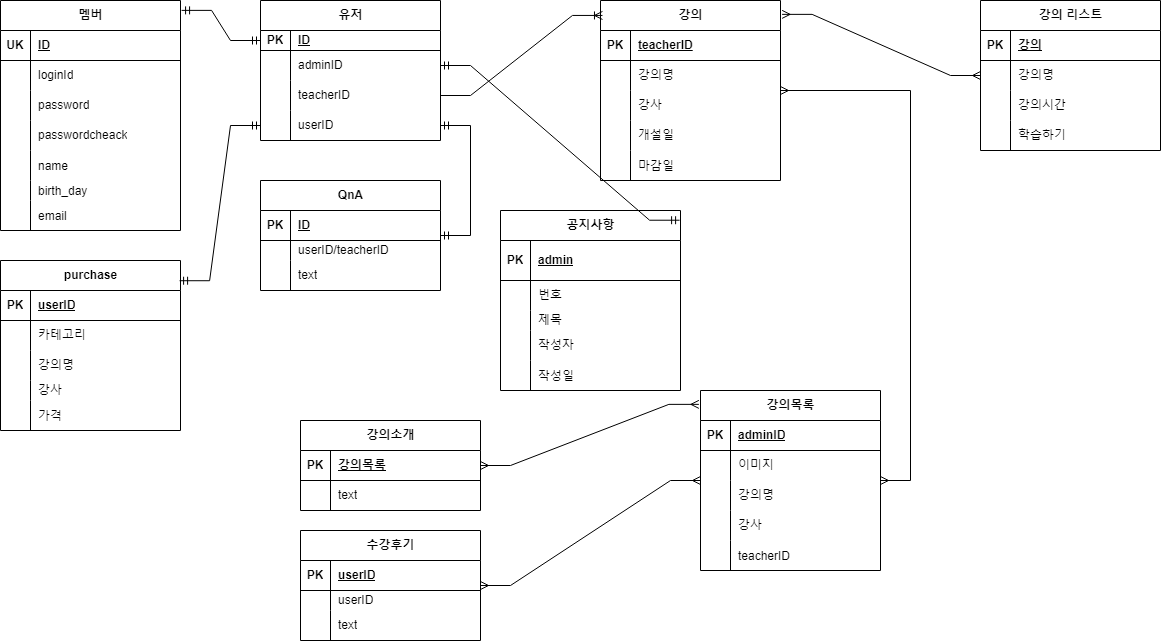 멤버
UK ID
loginId
password
passwordcheack
name
birth_day
email
유저
PK ID
adminID
teacherID
userID
강의
PK teacherID
강의명
강사
개설일
마감일
강의 리스트
PK 강의
강의명
강의시간
학습하기
QnA
PK ID
userID/teacherID
text
공지사항
PK admin
번호
제목
작성자
작성일
purchase
PK userID
카테고리
강의명
강사
가격
강의소개
PK 강의목록
text
강의목록
PK adminID
이미지
강의명
강사
teacherID
수강후기
PK userID
userID
text